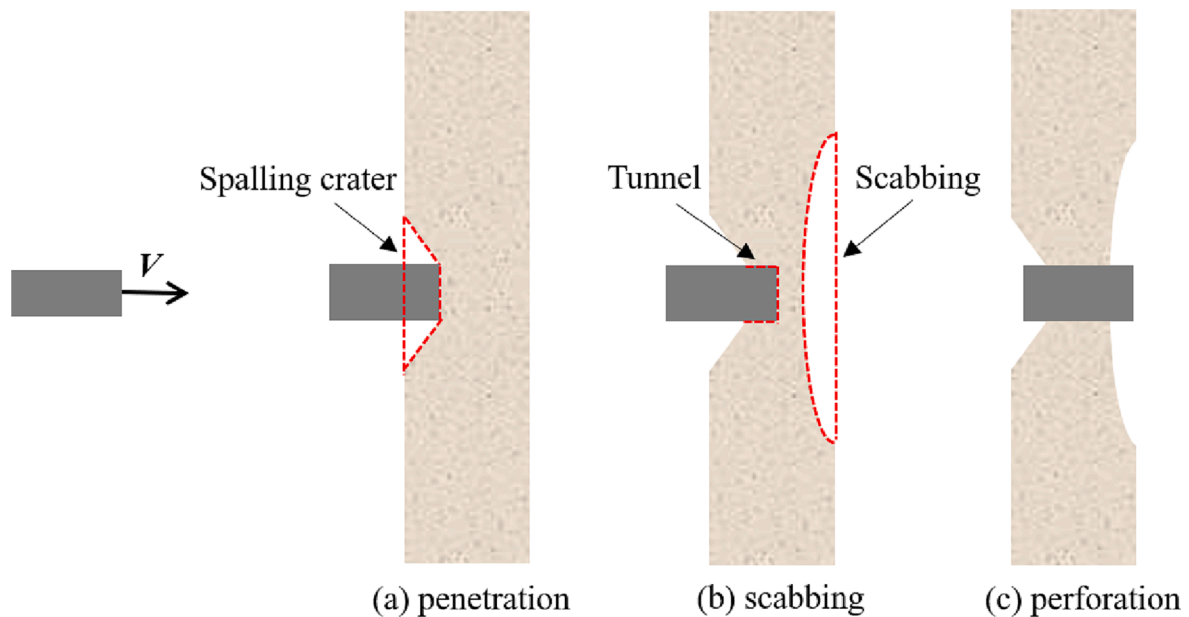 Spalling crater
V
Tunnel
Scabbing
(a) penetration
(b) scabbing
(c) perforation